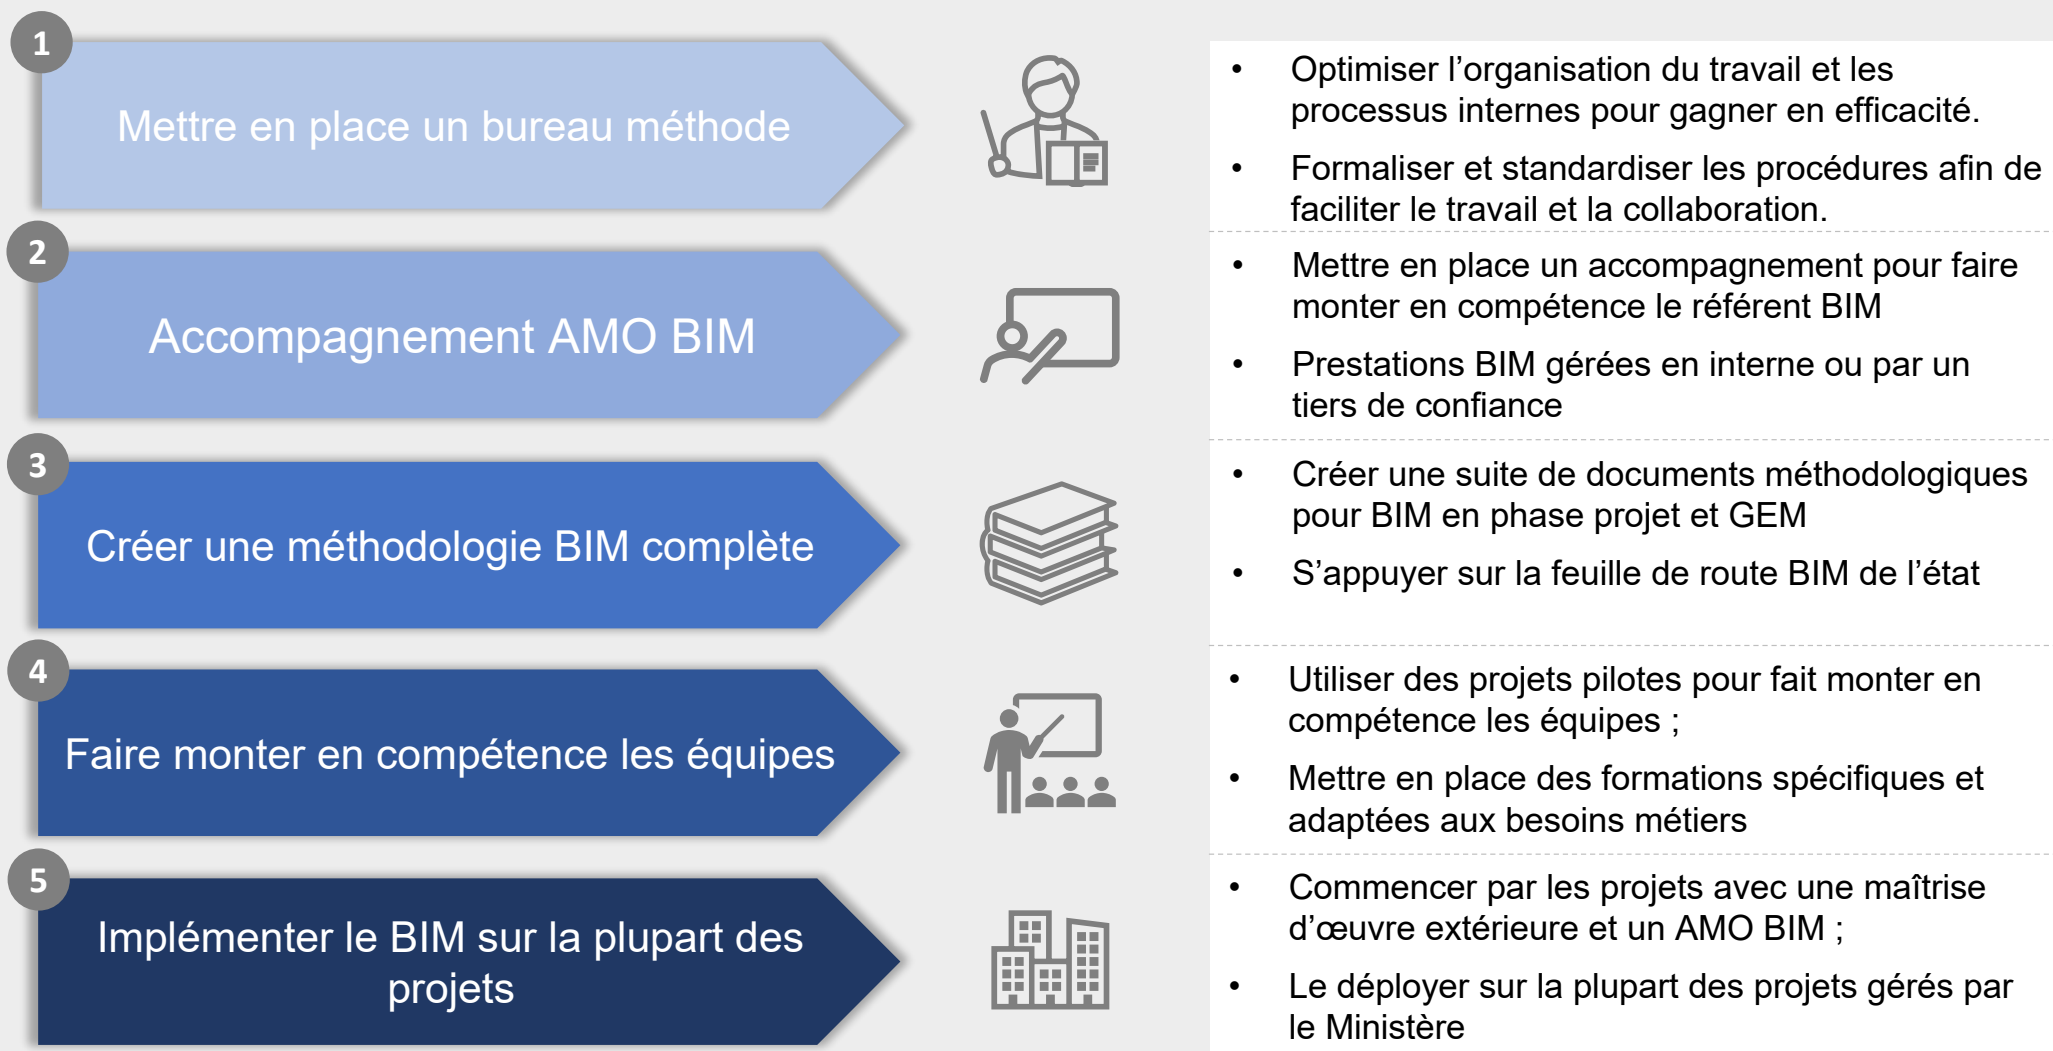 1
Mettre en place un bureau méthode
• Optimiser l’organisation du travail et les
processus internes pour gagner en efficacité.
• Formaliser et standardiser les procédures afin de
faciliter le travail et la collaboration.
2
Accompagnement AMO BIM
• Mettre en place un accompagnement pour faire
monter en compétence le référent BIM
• Prestations BIM gérées en interne ou par un
tiers de confiance
3
Créer une méthodologie BIM complète
• Créer une suite de documents méthodologiques
pour BIM en phase projet et GEM
• S’appuyer sur la feuille de route BIM de l’état
4
Faire monter en compétence les équipes
• Utiliser des projets pilotes pour fait monter en
compétence les équipes ;
• Mettre en place des formations spécifiques et
adaptées aux besoins métiers
5
Implémenter le BIM sur la plupart des
projets
• Commencer par les projets avec une maîtrise
d’œuvre extérieure et un AMO BIM ;
• Le déployer sur la plupart des projets gérés par
le Ministère